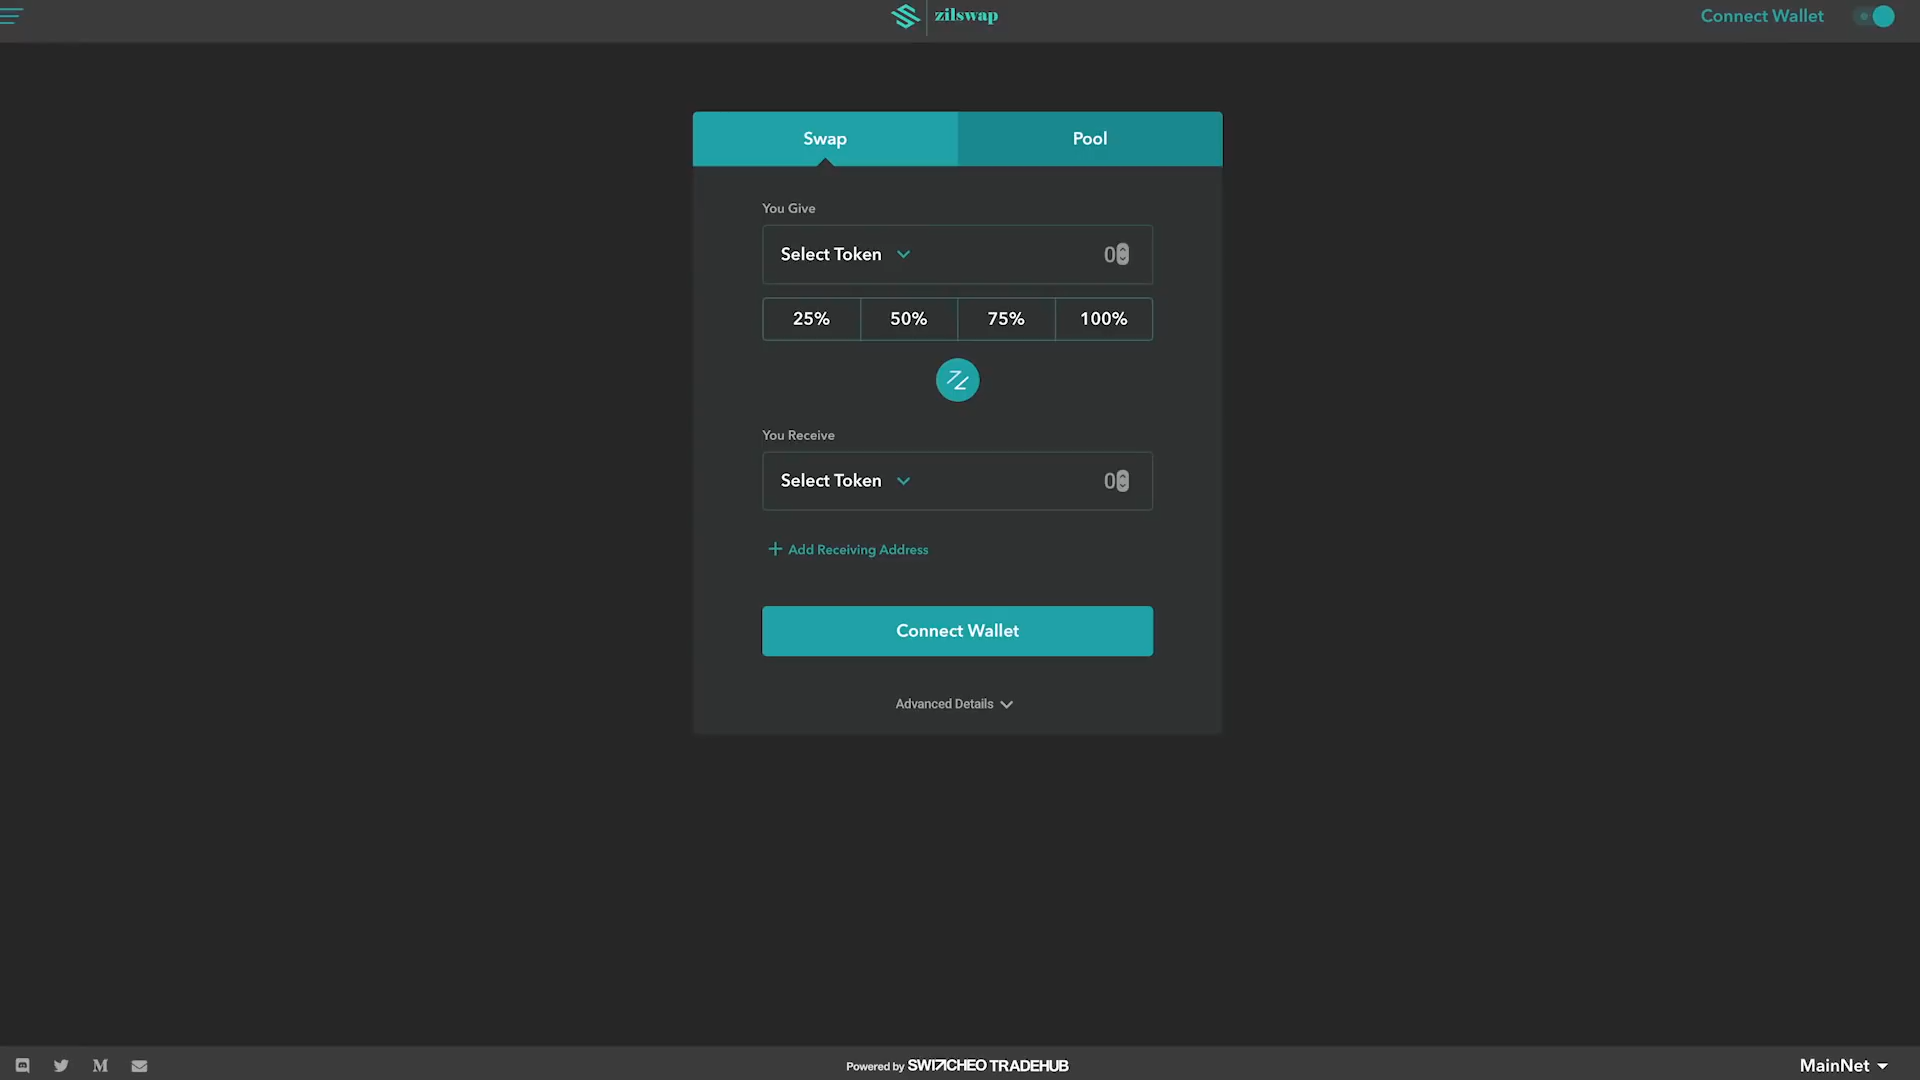 zilswap
Connect Wallet
Swap
Pool
You Give
Select Token
0
25%
50%
75%
100%
You Receive
Select Token
0
Add Receiving Address
Connect Wallet
Advanced Details
Powered by SWITCHEO TRADEHUB
MainNet